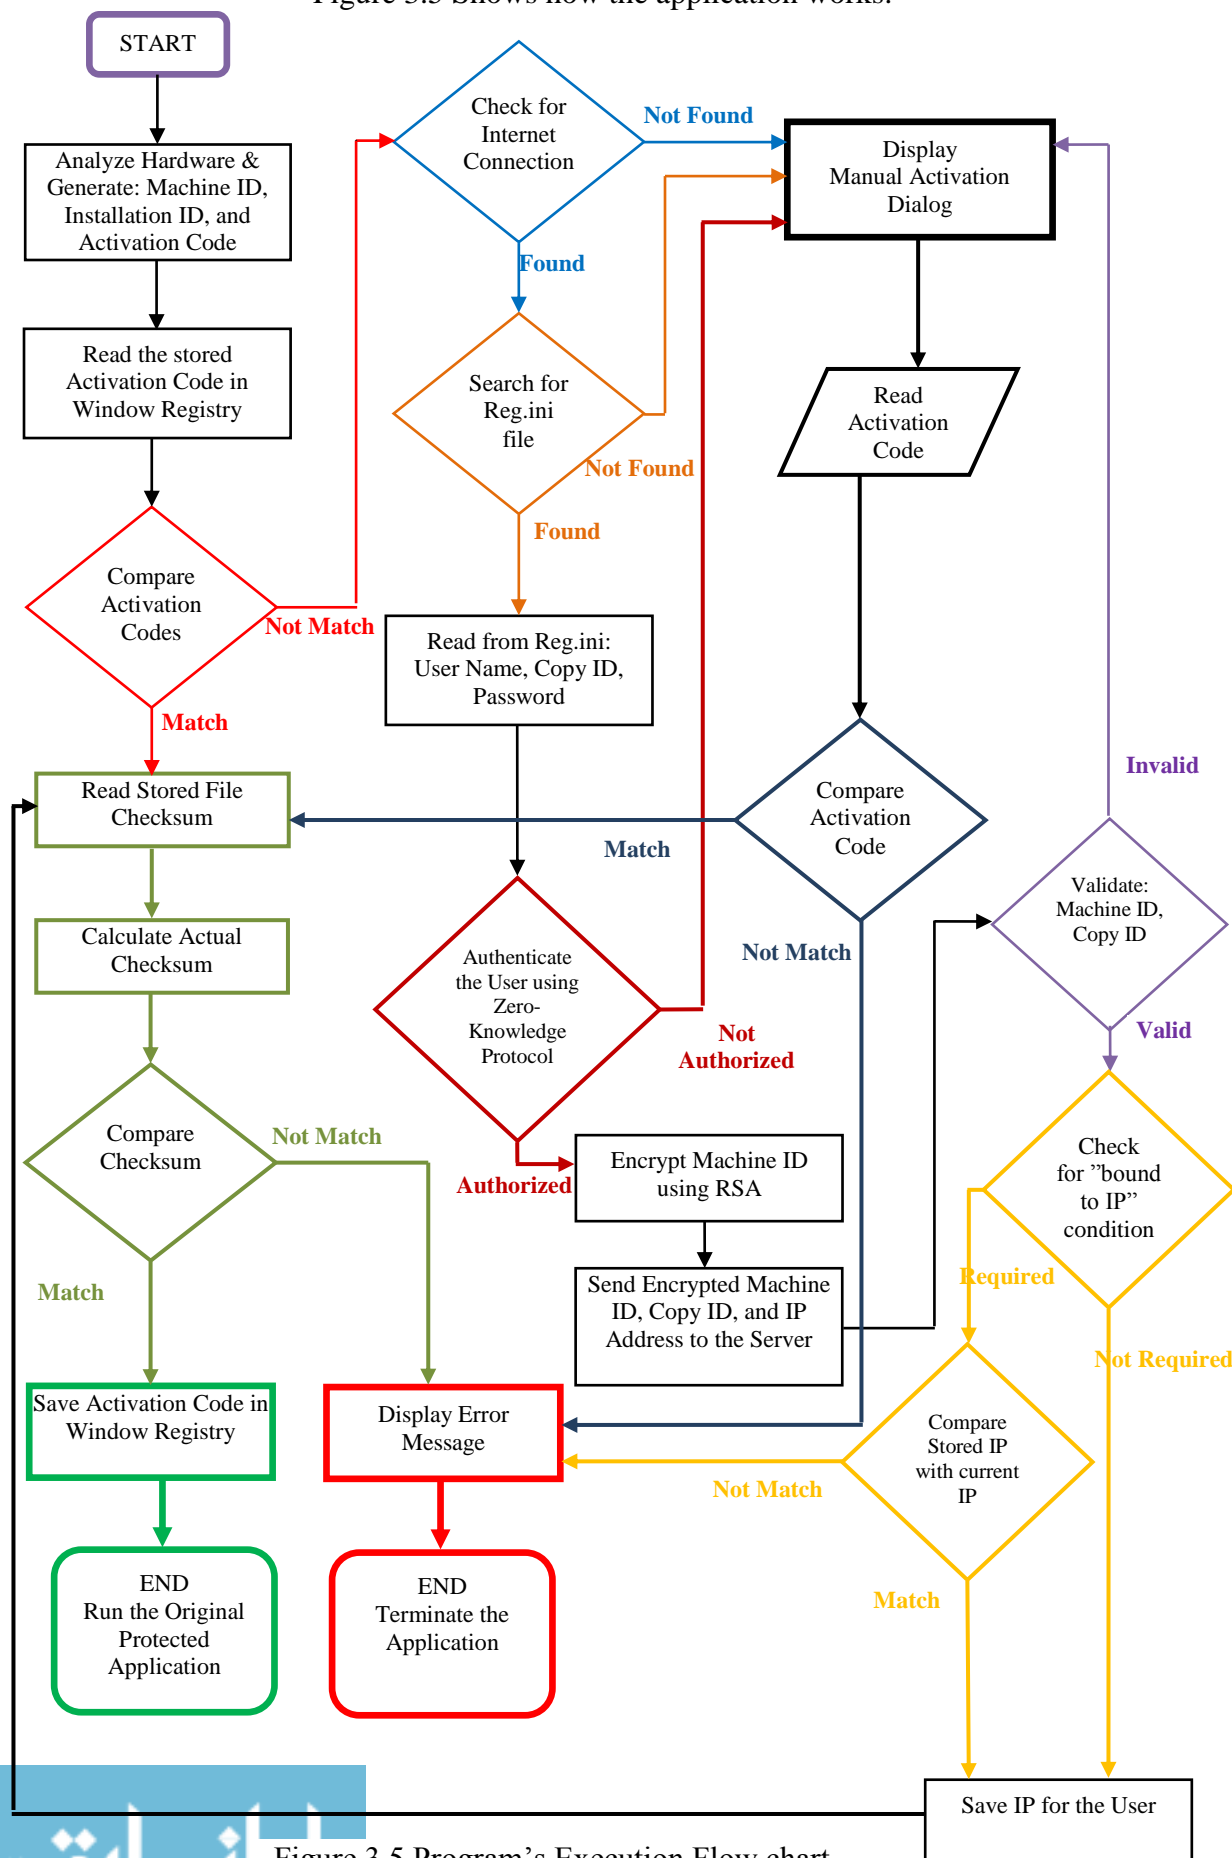 Figure 3.5 Shows how the application works.
START
Analyze Hardware &
Generate: Machine ID,
Installation ID, and
Activation Code
Read the stored
Activation Code in
Window Registry
Compare
Activation
Codes
Not Match
Match
Check for
Internet
Connection
Not Found
Found
Search for
Reg.ini
file
Not Found
Found
Read from Reg.ini:
User Name, Copy ID,
Password
Authenticate
the User using
Zero-
Knowledge
Protocol
Not
Authorized
Authorized
Encrypt Machine ID
using RSA
Send Encrypted Machine
ID, Copy ID, and IP
Address to the Server
Display
Manual Activation
Dialog
Read
Activation
Code
Compare
Activation
Code
Match
Not Match
Invalid
Validate:
Machine ID,
Copy ID
Valid
Check
for ”bound
to IP”
condition
Required
Not Required
Compare
Stored IP
with current
IP
Not Match
Match
Save IP for the User
Read Stored File
Checksum
Calculate Actual
Checksum
Compare
Checksum
Not Match
Match
Save Activation Code in
Window Registry
Display Error
Message
END
Run the Original
Protected
Application
END
Terminate the
Application
Figure 3.5 Program’s Execution Flow chart